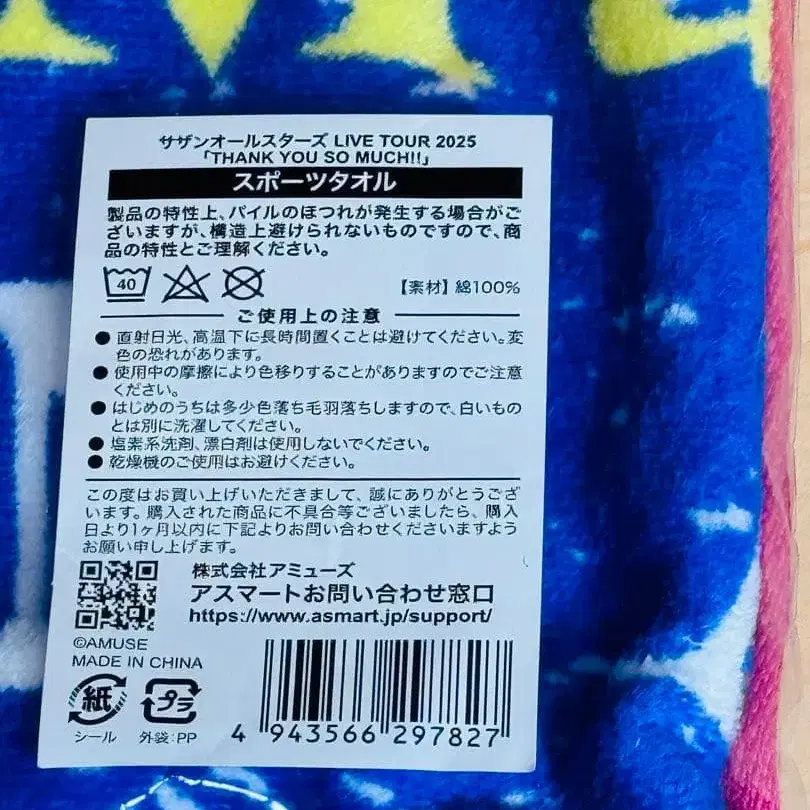 サザンオールスターズ LIVE TOUR 2025
「THANK YOU SO MUCH!!」
スポーツタオル
製品の特性上、パイルのほつれが発生する場合がご
ざいますが、構造上避けられないものですので、商
品の特性とご理解ください。
40
【素材】綿100%
ご使用上の注意
● 直射日光、高温下に長時間置くことは避けてください。変
色の恐れがあります。
● 使用中の摩擦により色移りすることがありますのでご注意
ください。
● はじめのうちは多少色落ち毛羽落ちしますので、白いもの
とは別に洗濯してください。
● 塩素系洗剤、漂白剤は使用しないでください。
● 乾燥機のご使用はお避けください。
この度はお買い上げいただきまして、誠にありがとうござい
ます。購入された商品に不具合等ございましたら、購入
日より1ヶ月以内に下記よりお問い合わせくださいますよう
お願い申し上げます。
株式会社アミューズ
アスマートお問い合わせ窓口
https://www.asmart.jp/support/
©AMUSE
MADE IN CHINA
紙
シール
プラ
外袋:PP
4 943566 297827